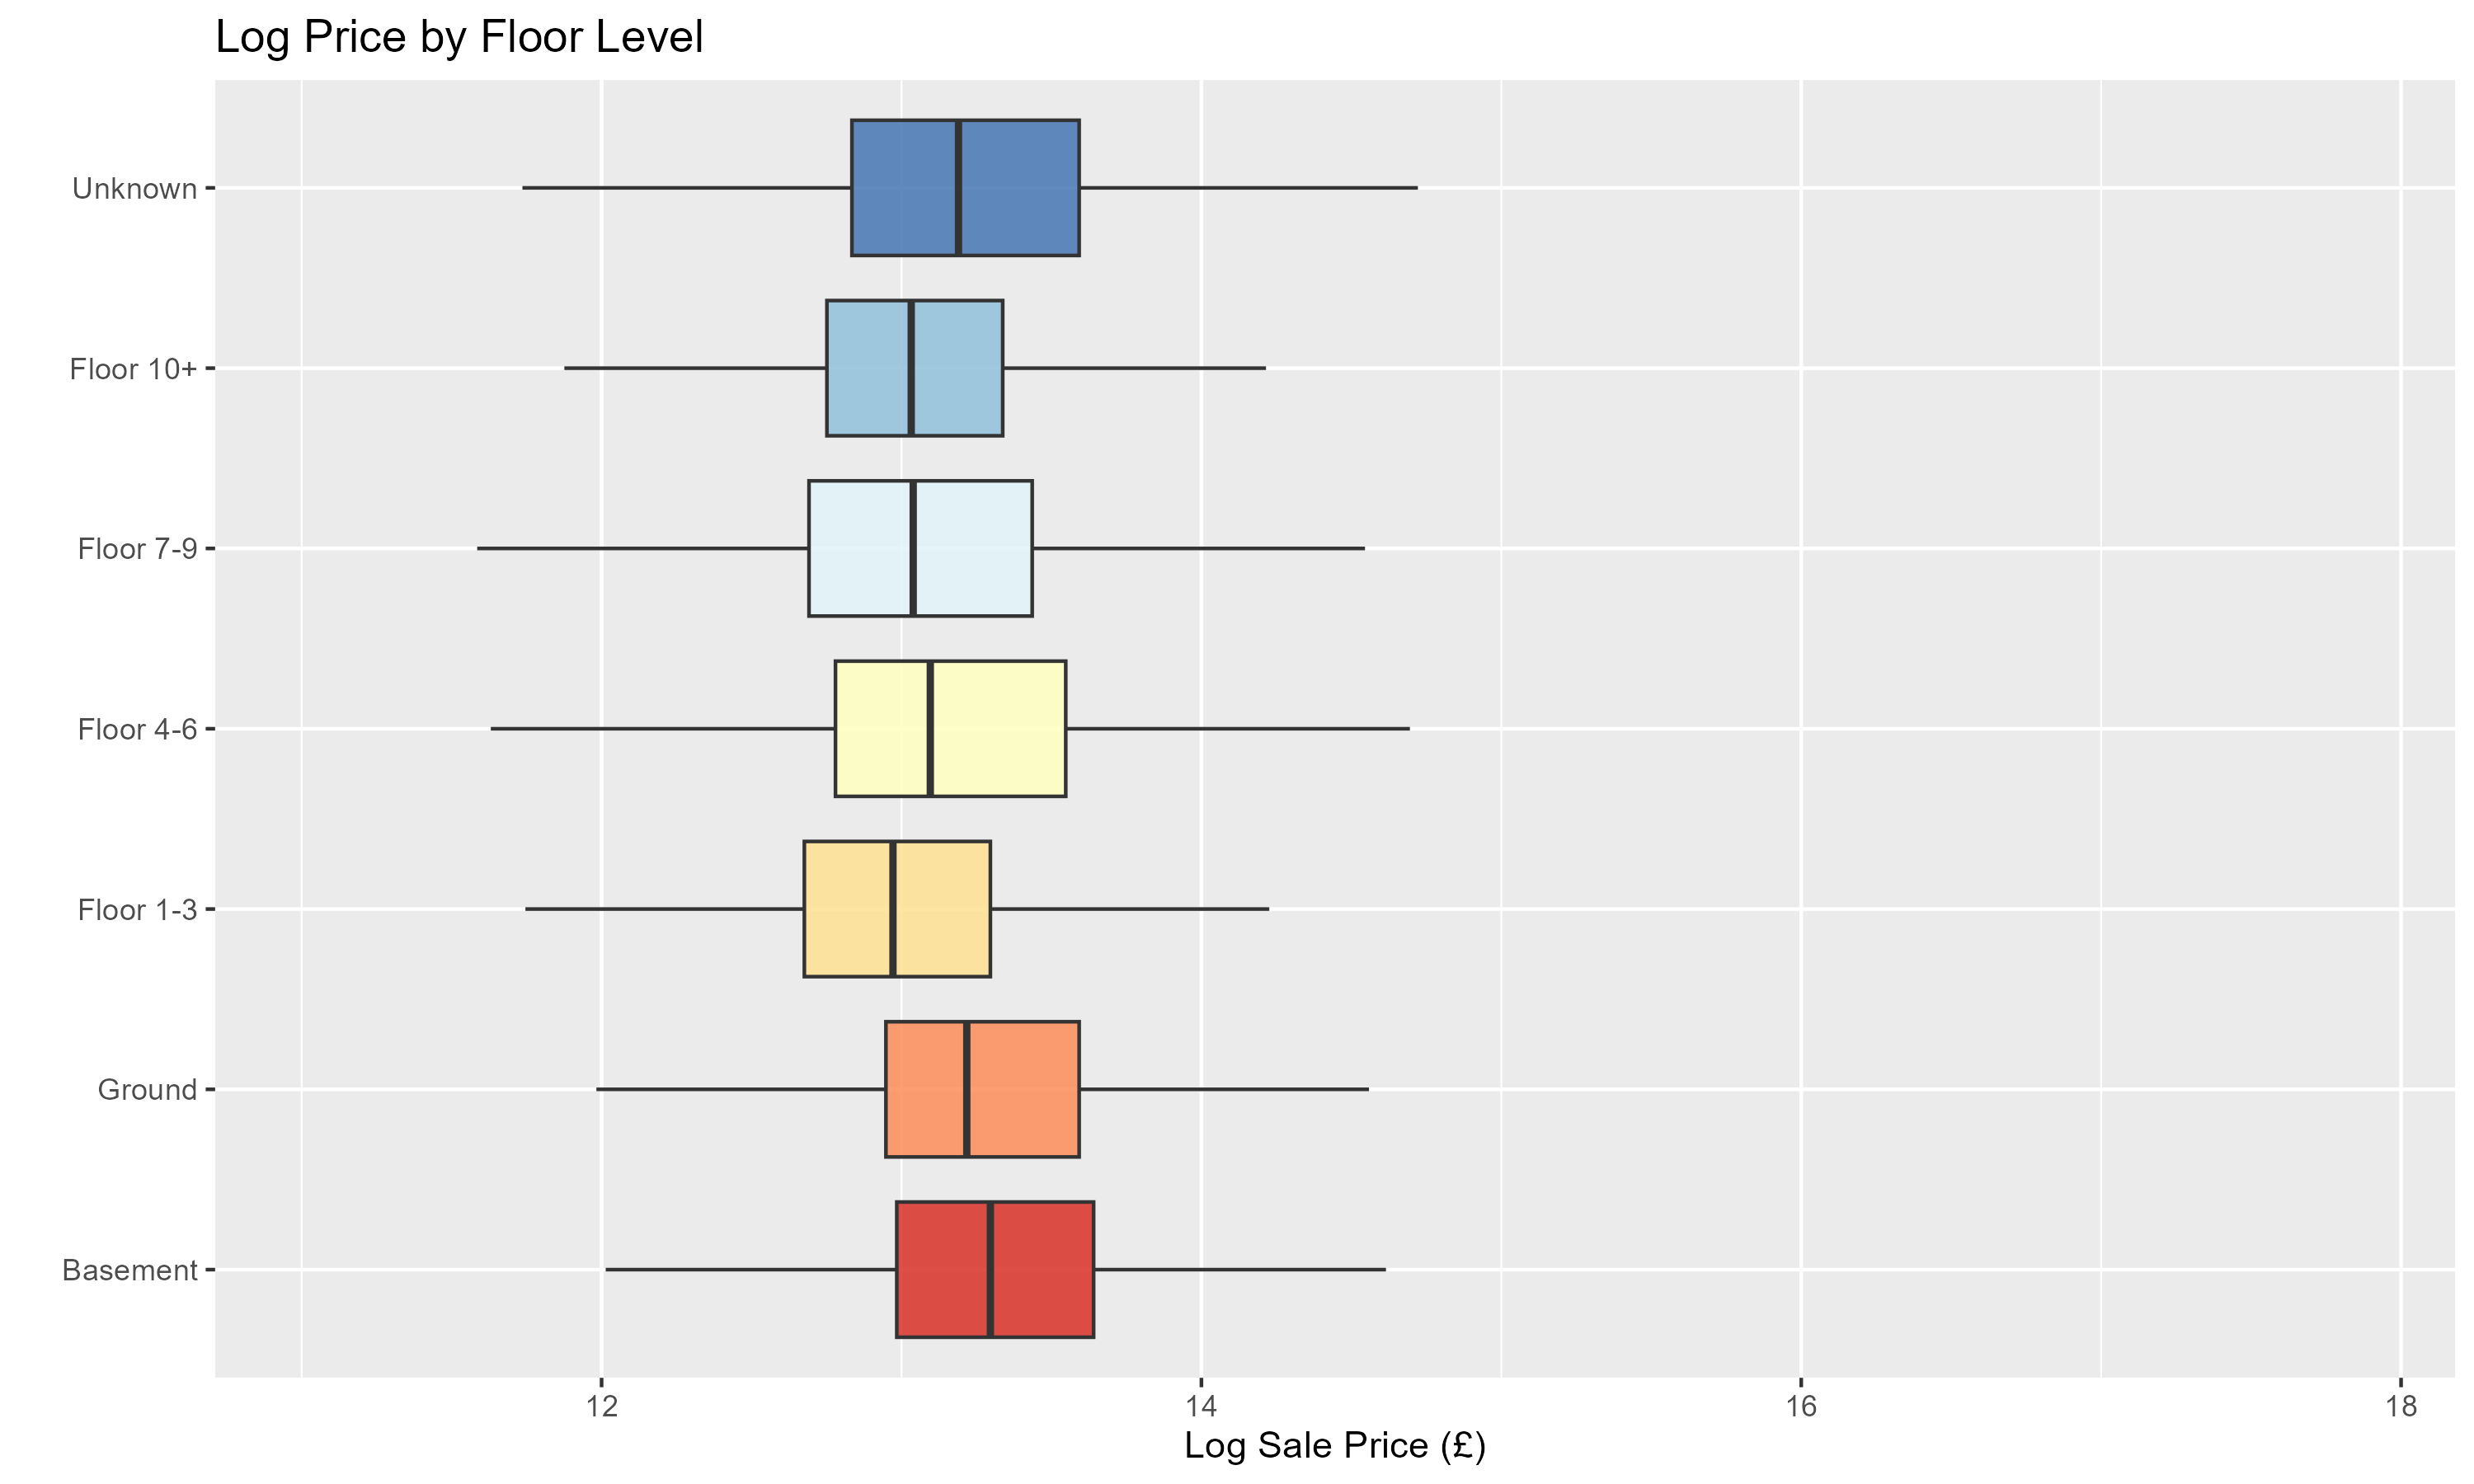 Log Price by Floor Level
Unknown
Floor 10+
Floor 7-9
Floor 4-6
Floor 1-3
Ground
Basement
12 14 16 18
Log Sale Price (£)